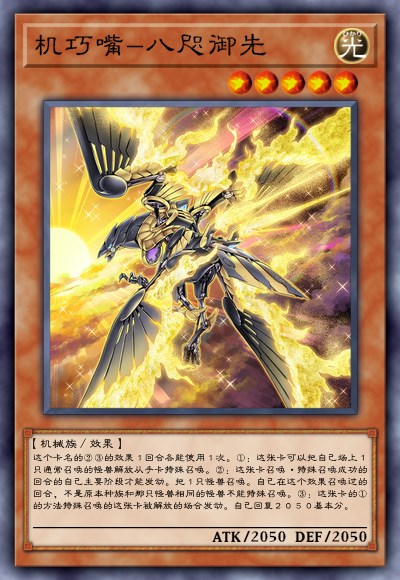 机巧嘴-八咫御先
光
【机械族/效果】
这个卡名的②③的效果1回合各能使用1次。①:这张卡可以把自己场上1
只通常召唤的怪兽解放从手卡特殊召唤。②:这张卡召唤·特殊召唤成功的
回合的自己主要阶段才能发动。把1只怪兽召唤。自己在这个效果召唤过的
回合,不是原本种族和那只怪兽相同的怪兽不能特殊召唤。③:这张卡的①
的方法特殊召唤的这张卡被解放的场合发动。自己回复2050基本分。
ATK/2050 DEF/2050